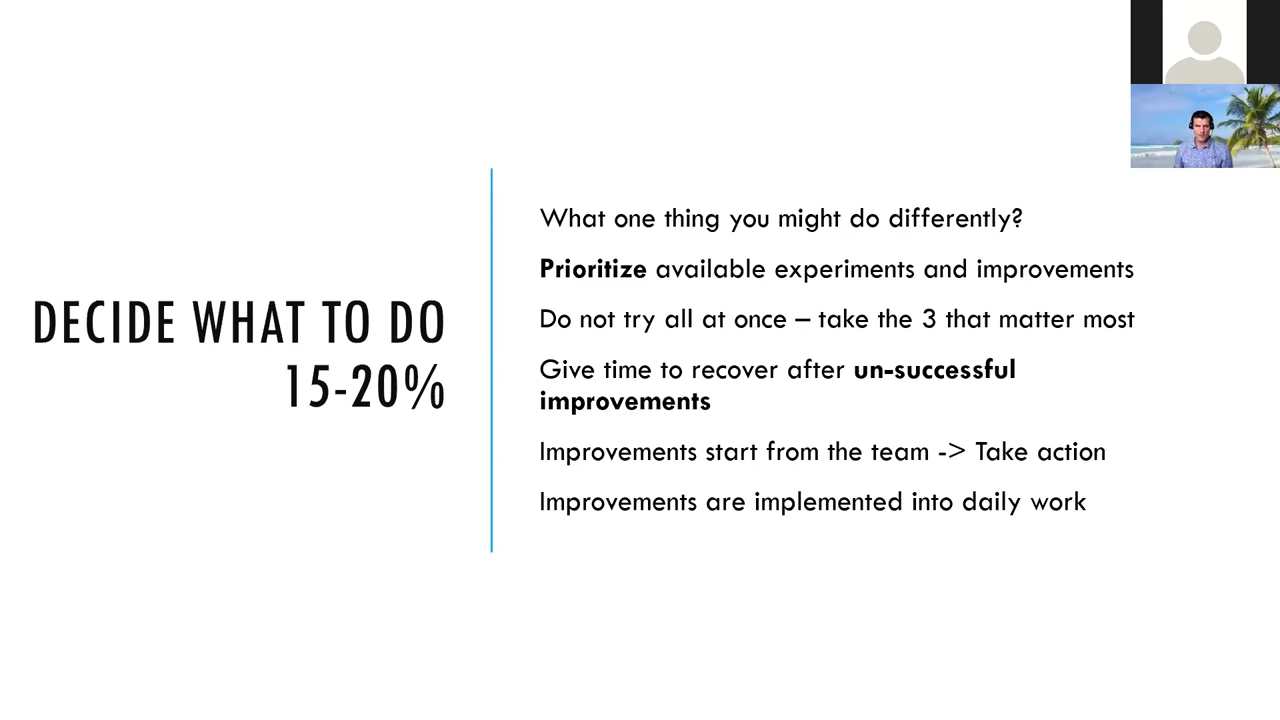 DECIDE WHAT TO DO
15-20%
What one thing you might do differently?
Prioritize available experiments and improvements
Do not try all at once – take the 3 that matter most
Give time to recover after un-successful
improvements
Improvements start from the team -> Take action
Improvements are implemented into daily work